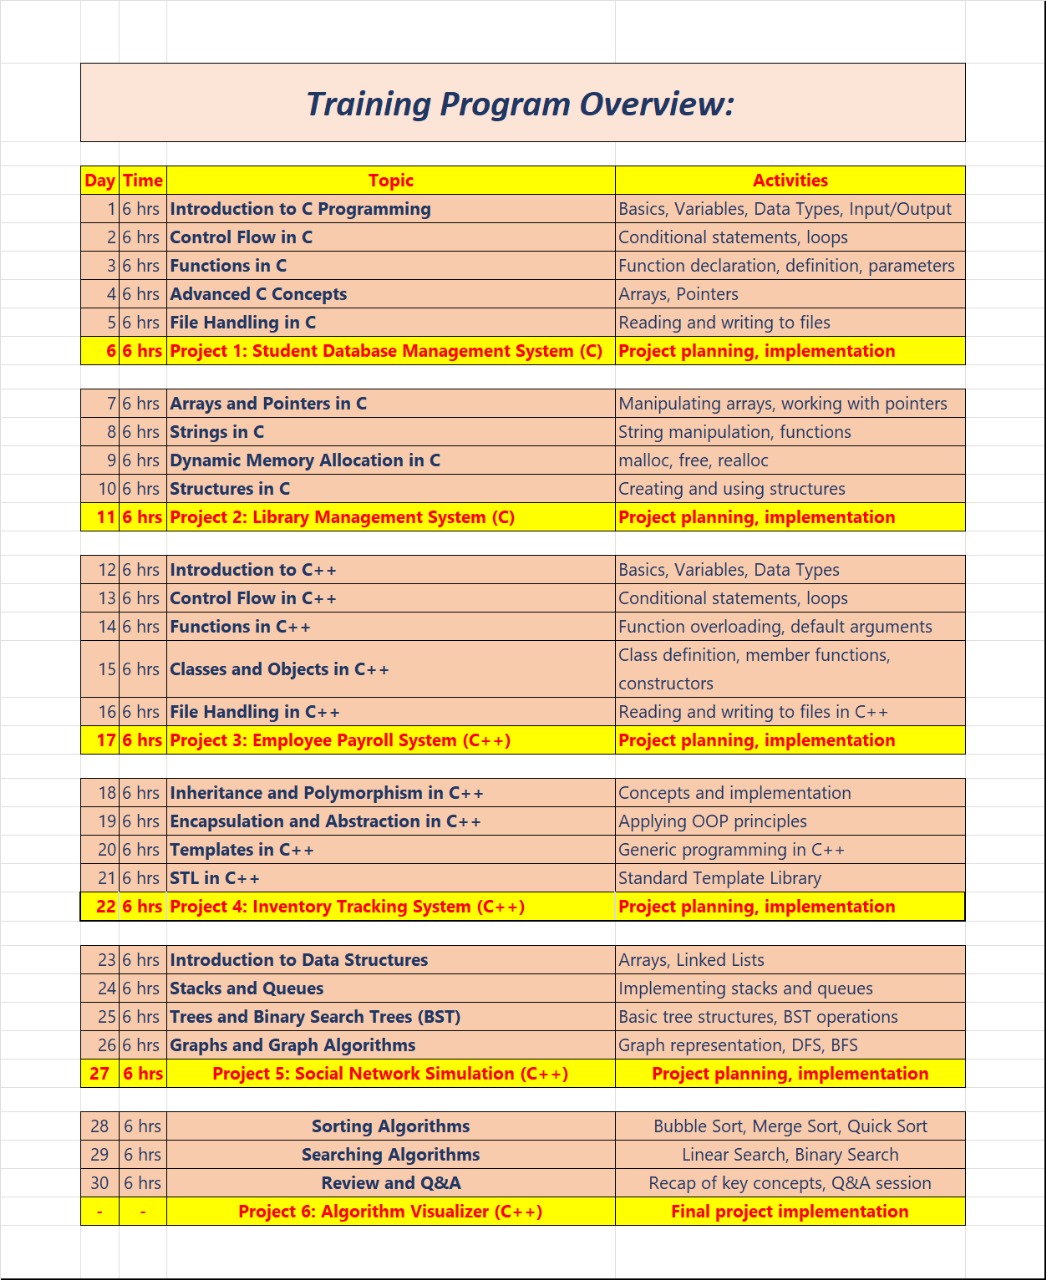 Training Program Overview:
Day Time Topic Activities
1 6 hrs Introduction to C Programming Basics, Variables, Data Types, Input/Output
2 6 hrs Control Flow in C Conditional statements, loops
3 6 hrs Functions in C Function declaration, definition, parameters
4 6 hrs Advanced C Concepts Arrays, Pointers
5 6 hrs File Handling in C Reading and writing to files
6 6 hrs Project 1: Student Database Management System (C) Project planning, implementation
7 6 hrs Arrays and Pointers in C Manipulating arrays, working with pointers
8 6 hrs Strings in C String manipulation, functions
9 6 hrs Dynamic Memory Allocation in C malloc, free, realloc
10 6 hrs Structures in C Creating and using structures
11 6 hrs Project 2: Library Management System (C) Project planning, implementation
12 6 hrs Introduction to C++ Basics, Variables, Data Types
13 6 hrs Control Flow in C++ Conditional statements, loops
14 6 hrs Functions in C++ Function overloading, default arguments
15 6 hrs Classes and Objects in C++ Class definition, member functions,
constructors
16 6 hrs File Handling in C++ Reading and writing to files in C++
17 6 hrs Project 3: Employee Payroll System (C++) Project planning, implementation
18 6 hrs Inheritance and Polymorphism in C++ Concepts and implementation
19 6 hrs Encapsulation and Abstraction in C++ Applying OOP principles
20 6 hrs Templates in C++ Generic programming in C++
21 6 hrs STL in C++ Standard Template Library
22 6 hrs Project 4: Inventory Tracking System (C++) Project planning, implementation
23 6 hrs Introduction to Data Structures Arrays, Linked Lists
24 6 hrs Stacks and Queues Implementing stacks and queues
25 6 hrs Trees and Binary Search Trees (BST) Basic tree structures, BST operations
26 6 hrs Graphs and Graph Algorithms Graph representation, DFS, BFS
27 6 hrs Project 5: Social Network Simulation (C++) Project planning, implementation
28 6 hrs Sorting Algorithms Bubble Sort, Merge Sort, Quick Sort
29 6 hrs Searching Algorithms Linear Search, Binary Search
30 6 hrs Review and Q&A Recap of key concepts, Q&A session
- - Project 6: Algorithm Visualizer (C++) Final project implementation